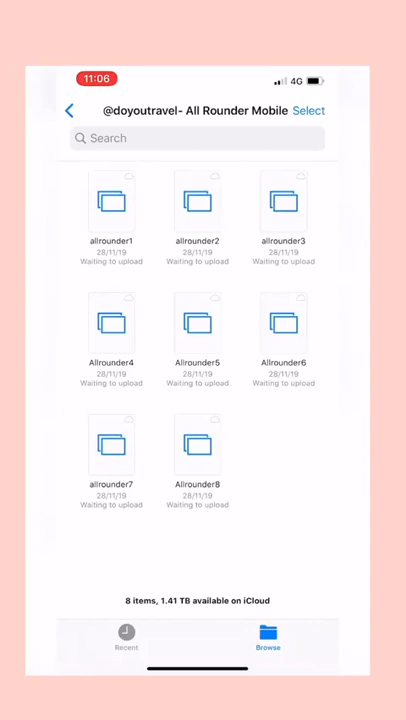 11:06
4G
@doyoutravel- All Rounder Mobile Select
Search
allrounder1 allrounder2 allrounder3
28/11/19 28/11/19 28/11/19
Waiting to upload Waiting to upload Waiting to upload
Allrounder4 Allrounder5 Allrounder6
28/11/19 28/11/19 28/11/19
Waiting to upload Waiting to upload Waiting to upload
allrounder7 Allrounder8
28/11/19 28/11/19
Waiting to upload Waiting to upload
8 items, 1.41 TB available on iCloud
Recent Browse